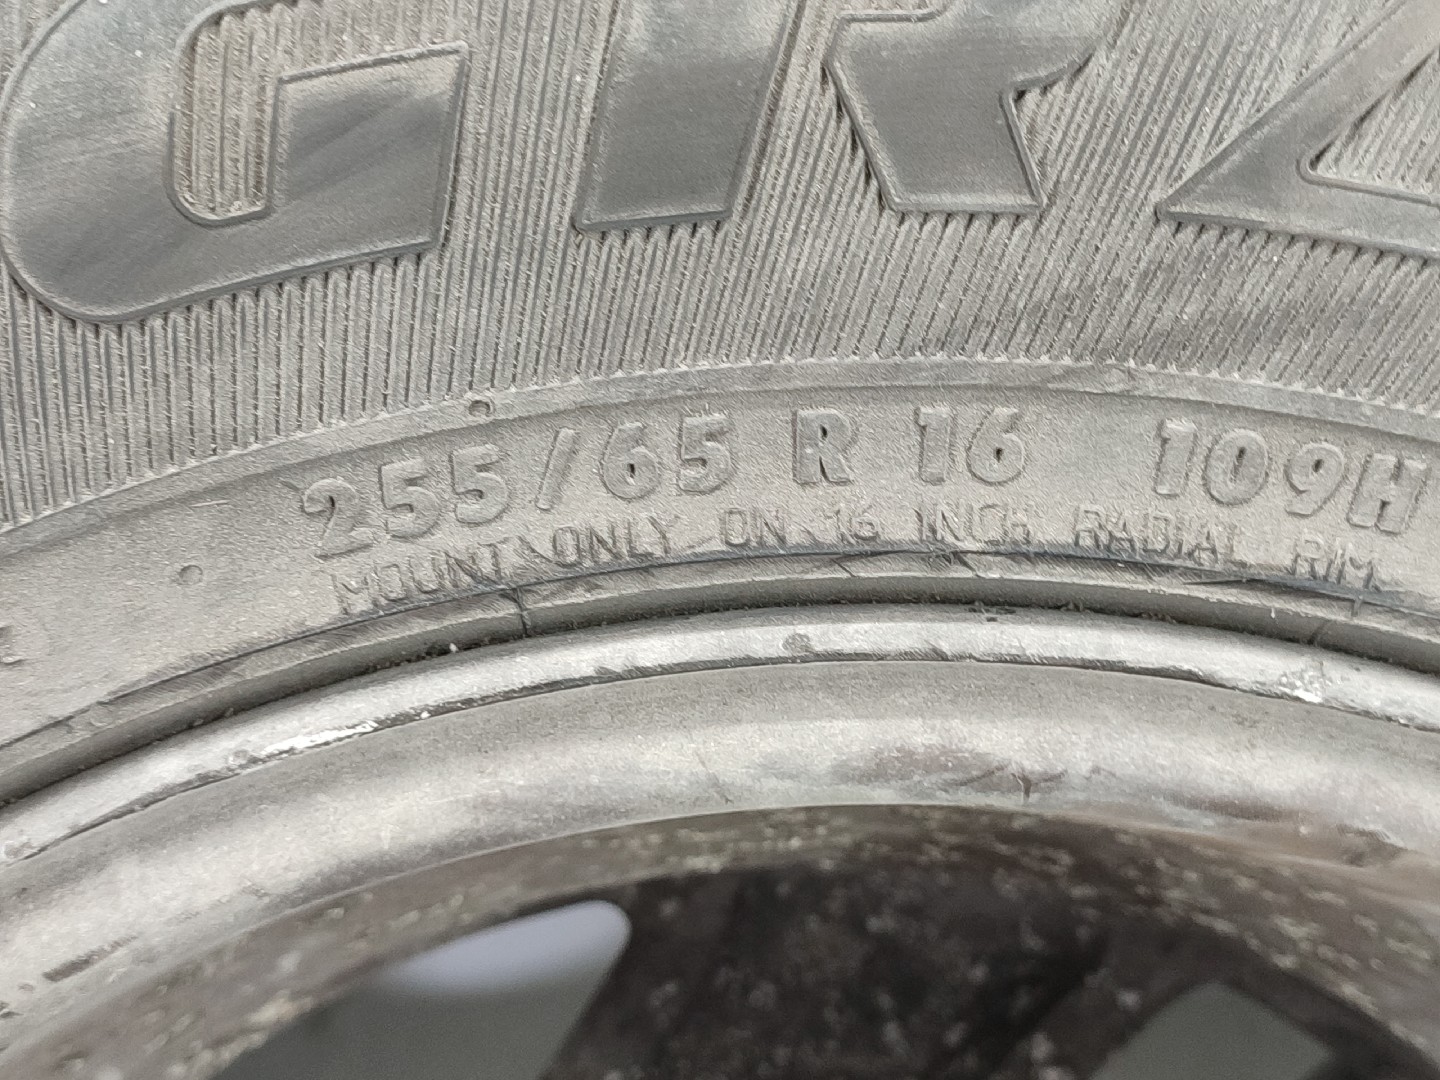 255/65 R 16 109H
MOUNT ONLY ON 16 INCH RADIAL RIM